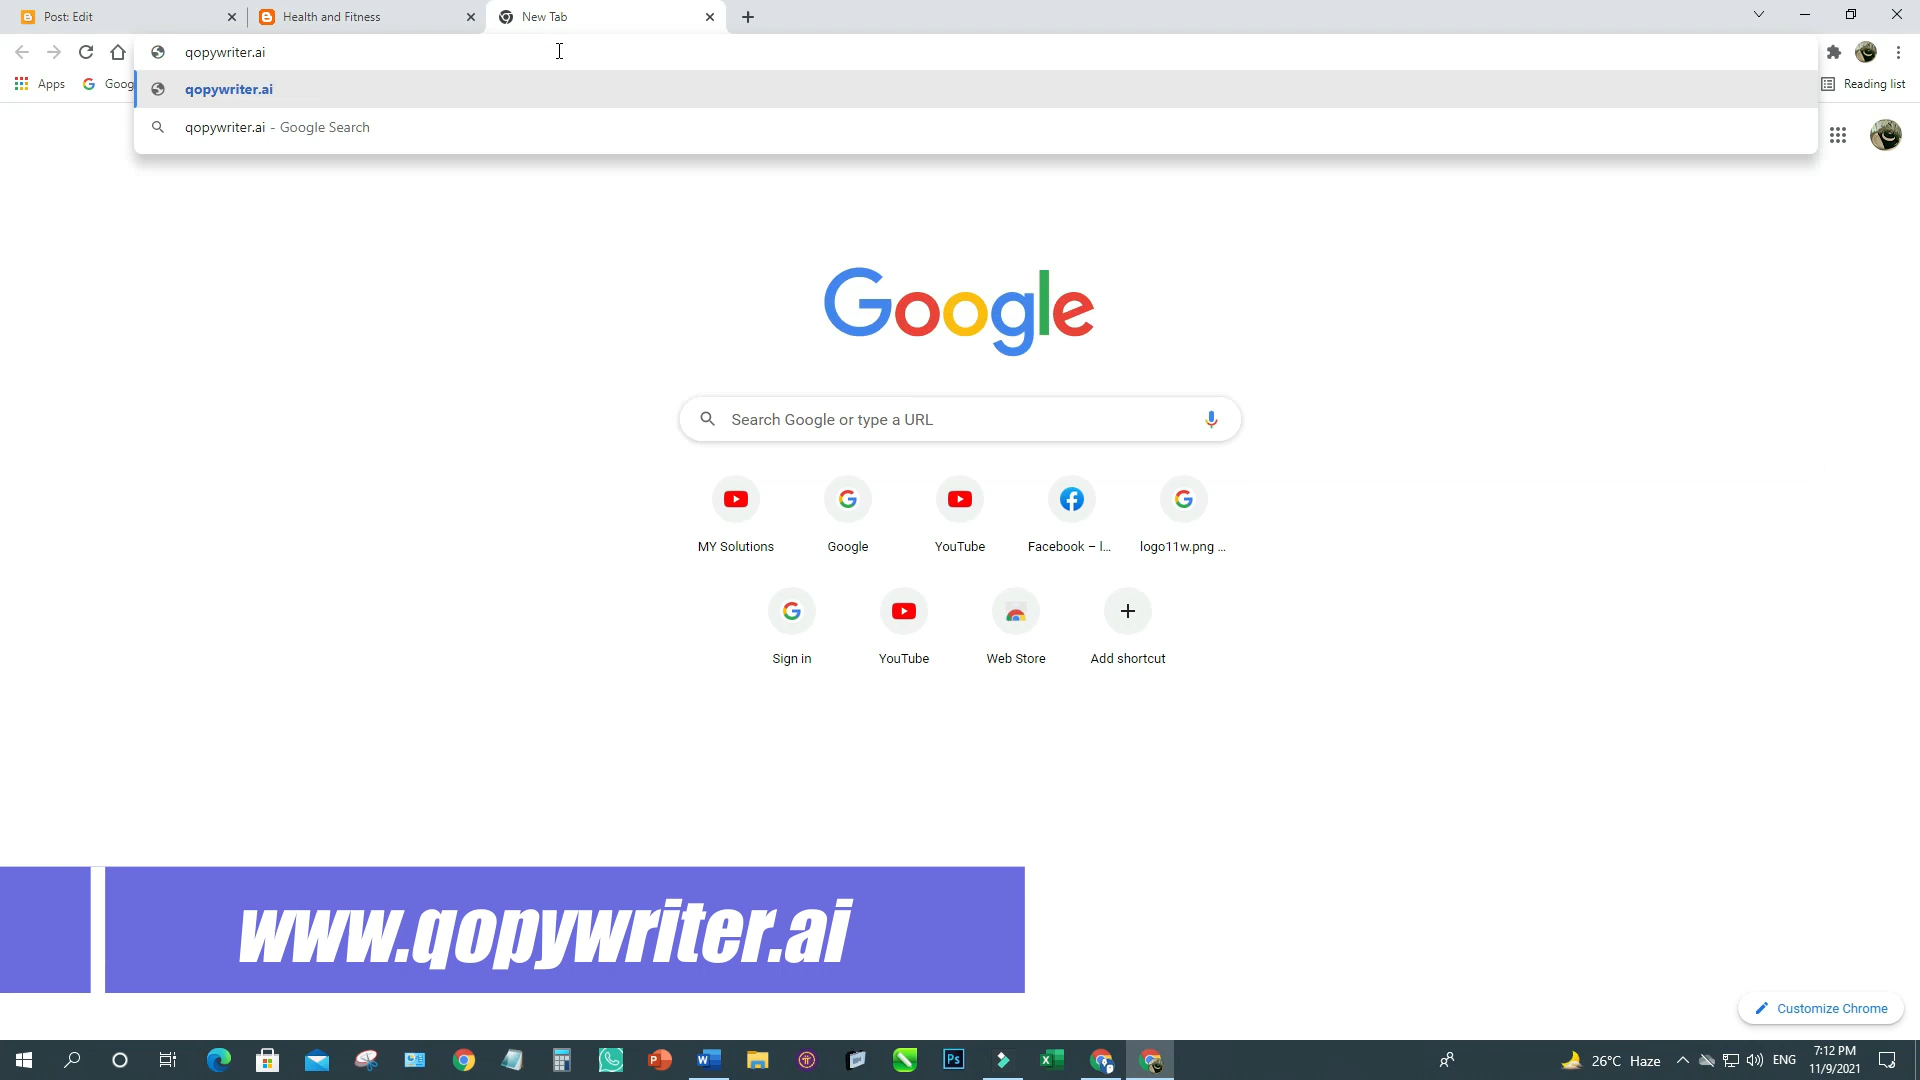 Post: Edit
Health and Fitness
New Tab
qopywriter.ai
Apps
Goog
qopywriter.ai
Reading list
qopywriter.ai - Google Search
Google
Search Google or type a URL
MY Solutions
Google
YouTube
Facebook – l...
logo11w.png ...
Sign in
YouTube
Web Store
Add shortcut
www.qopywriter.ai
Customize Chrome
26°C Haze
ENG
7:12 PM
11/9/2021